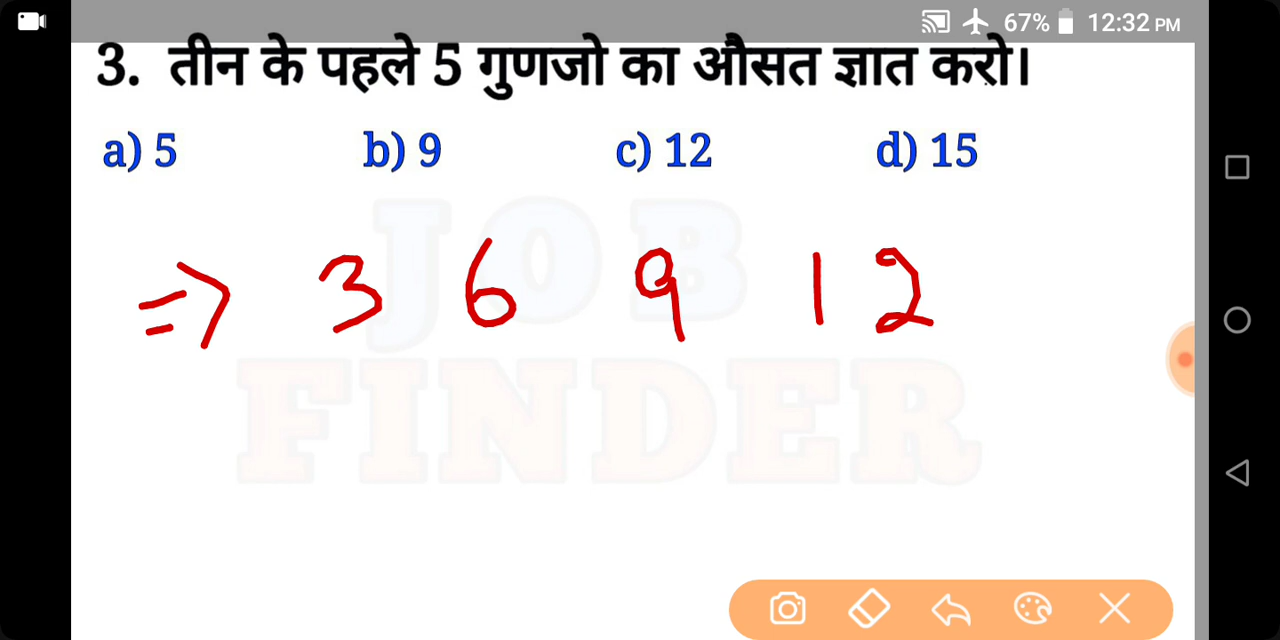 67% 12:32 PM
3. तीन के पहले 5 गुणजो का औसत ज्ञात करो।
a) 5 b) 9 c) 12 d) 15
JOB
⇒ 3 6 9 12
FINDER